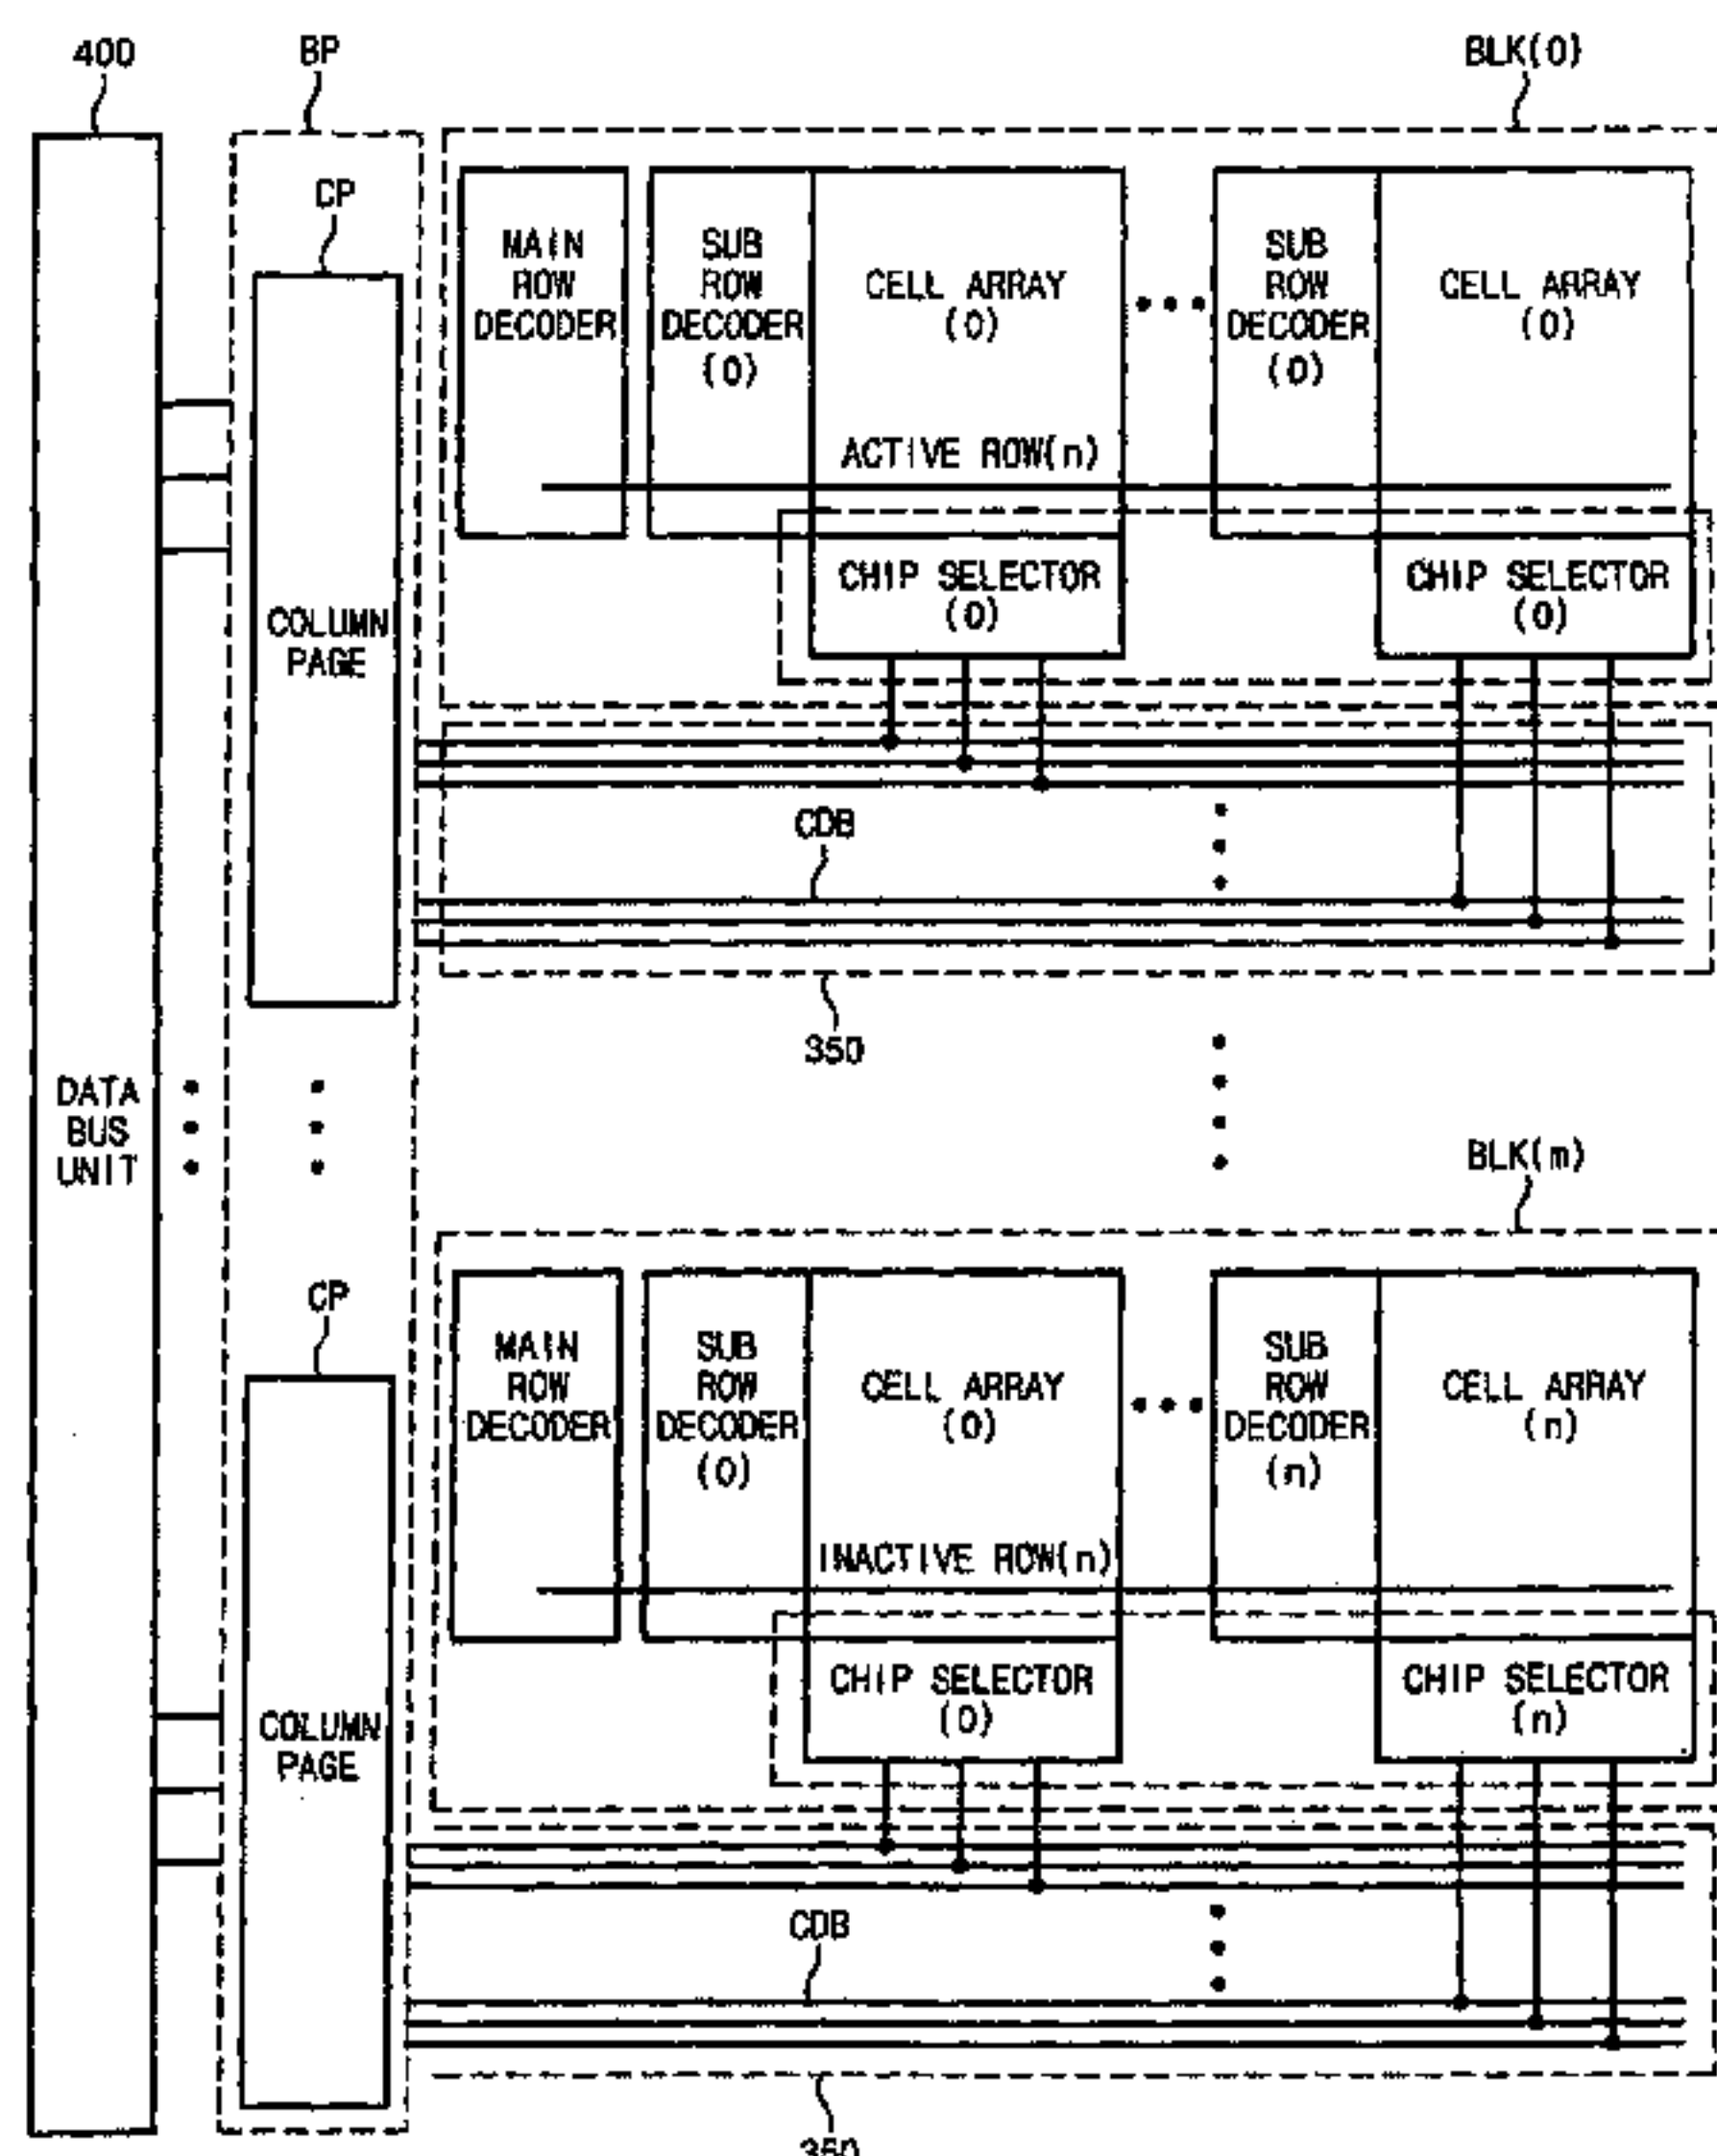 400
BP
BLK(0)
CP
MAIN
ROW
DECODER
SUB
ROW
DECODER
(0)
CELL ARRAY
(0)
SUB
ROW
DECODER
(0)
CELL ARRAY
(0)
ACTIVE ROW(n)
CHIP SELECTOR
(0)
CHIP SELECTOR
(0)
COLUMN
PAGE
CDB
350
DATA
BUS
UNIT
BLK(m)
CP
MAIN
ROW
DECODER
SUB
ROW
DECODER
(0)
CELL ARRAY
(0)
SUB
ROW
DECODER
(n)
CELL ARRAY
(n)
INACTIVE ROW(n)
CHIP SELECTOR
(0)
CHIP SELECTOR
(n)
COLUMN
PAGE
CDB
350